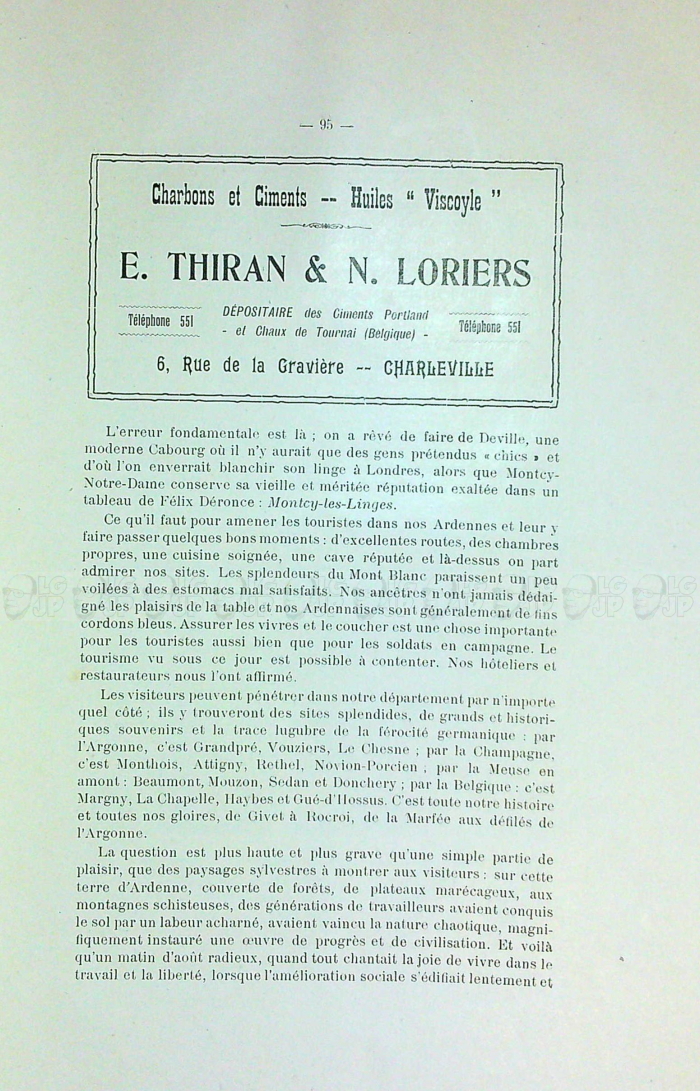 — 95 —
Charbons et Ciments -- Huiles " Viscoyle "
E. THIRAN & N. LORIERS
Téléphone 551
DÉPOSITAIRE des Ciments Portland
- et Chaux de Tournai (Belgique) -
Téléphone 551
6, Rue de la Gravière -- CHARLEVILLE
L'erreur fondamentale est là ; on a rêvé de faire de Deville, une
moderne Cabourg où il n'y aurait que des gens prétendus « chics » et
d'où l'on enverrait blanchir son linge à Londres, alors que Montcy-
Notre-Dame conserve sa vieille et méritée réputation exaltée dans un
tableau de Félix Déronce : Montcy-les-Linges.
Ce qu'il faut pour amener les touristes dans nos Ardennes et leur y
faire passer quelques bons moments : d'excellentes routes, des chambres
propres, une cuisine soignée, une cave réputée et là-dessus on part
admirer nos sites. Les splendeurs du Mont Blanc paraissent un peu
voilées à des estomacs mal satisfaits. Nos ancêtres n'ont jamais dédai-
gné les plaisirs de la table et nos Ardennaises sont généralement de fins
cordons bleus. Assurer les vivres et le coucher est une chose importante
pour les touristes aussi bien que pour les soldats en campagne. Le
tourisme vu sous ce jour est possible à contenter. Nos hôteliers et
restaurateurs nous l'ont affirmé.
Les visiteurs peuvent pénétrer dans notre département par n'importe
quel côté ; ils y trouveront des sites splendides, de grands et histori-
ques souvenirs et la trace lugubre de la férocité germanique : par
l'Argonne, c'est Grandpré, Vouziers, Le Chesne ; par la Champagne,
c'est Monthois, Attigny, Rethel, Novion-Porcien ; par la Meuse en
amont : Beaumont, Mouzon, Sedan et Donchery ; par la Belgique : c'est
Margny, La Chapelle, Haybes et Gué-d'Hossus. C'est toute notre histoire
et toutes nos gloires, de Givet à Rocroi, de la Marfée aux défilés de
l'Argonne.
La question est plus haute et plus grave qu'une simple partie de
plaisir, que des paysages sylvestres à montrer aux visiteurs : sur cette
terre d'Ardenne, couverte de forêts, de plateaux marécageux, aux
montagnes schisteuses, des générations de travailleurs avaient conquis
le sol par un labeur acharné, avaient vaincu la nature chaotique, magni-
fiquement instauré une œuvre de progrès et de civilisation. Et voilà
qu'un matin d'août radieux, quand tout chantait la joie de vivre dans le
travail et la liberté, lorsque l'amélioration sociale s'édifiait lentement et